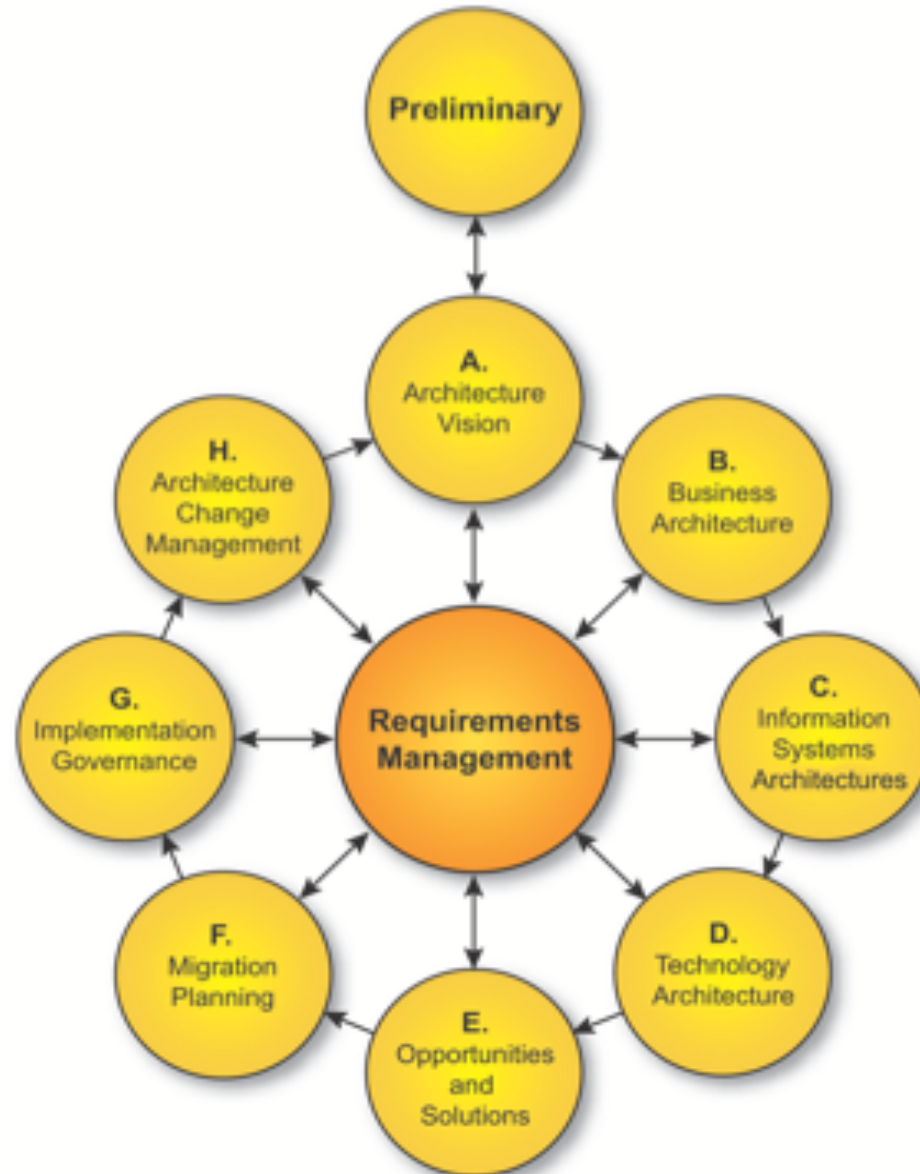 Preliminary
A.
Architecture
Vision
B.
Business
Architecture
C.
Information
Systems
Architectures
D.
Technology
Architecture
E.
Opportunities
and
Solutions
F.
Migration
Planning
G.
Implementation
Governance
H.
Architecture
Change
Management
Requirements
Management